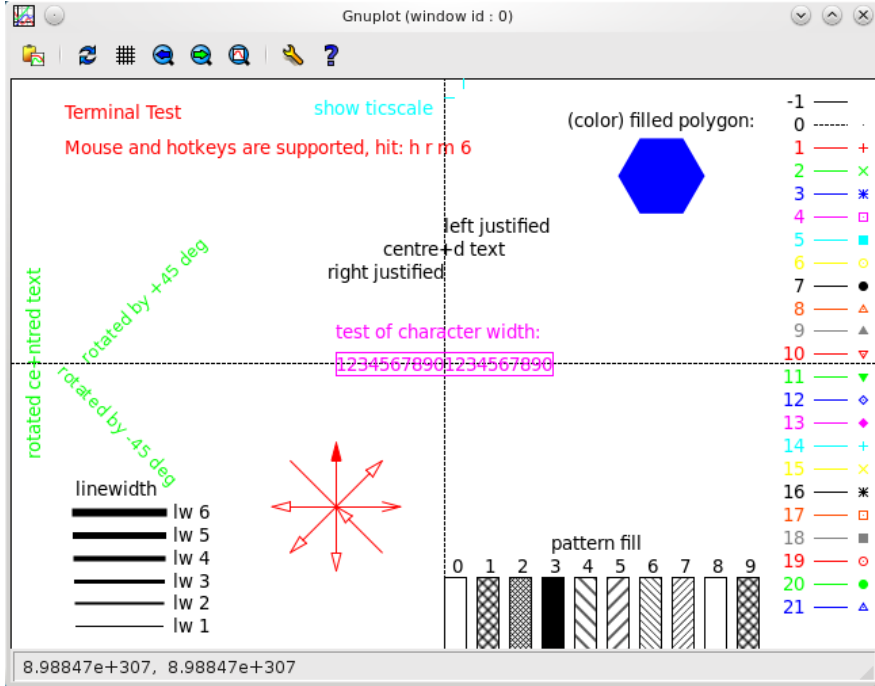 Gnuplot (window id : 0)
Terminal Test
show ticscale
Mouse and hotkeys are supported, hit: h r m 6
(color) filled polygon:
left justified
centre+d text
right justified
test of character width:
12345678901234567890
rotated ce+ntred text
rotated by +45 deg
rotated by -45 deg
linewidth
lw 6
lw 5
lw 4
lw 3
lw 2
lw 1
pattern fill
0 1 2 3 4 5 6 7 8 9
-1
0
1
2
3
4
5
6
7
8
9
10
11
12
13
14
15
16
17
18
19
20
21
8.98847e+307, 8.98847e+307